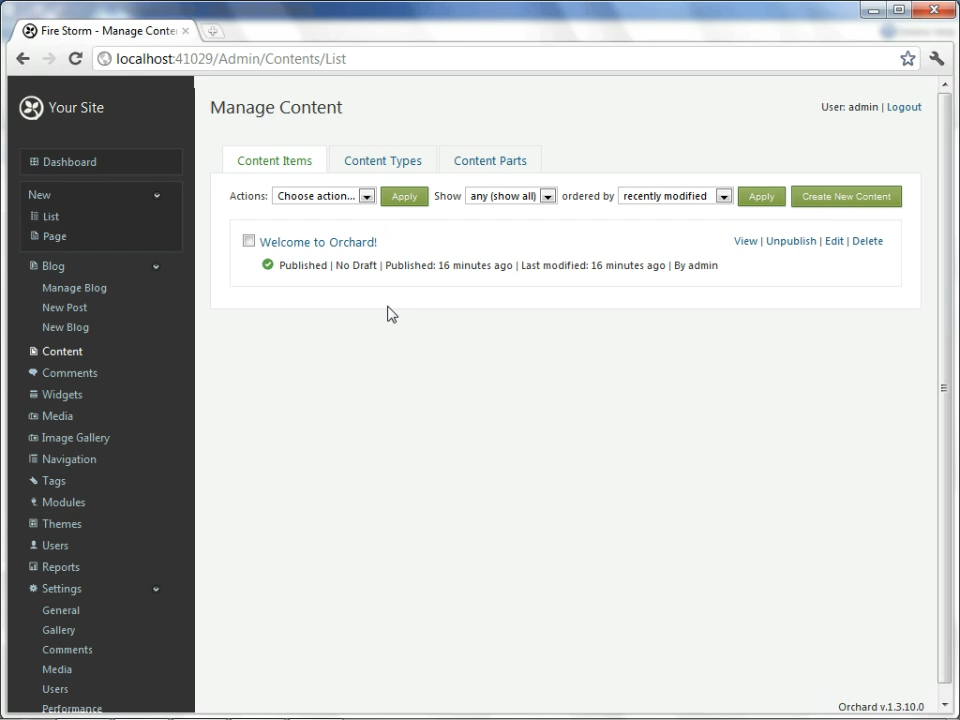 Fire Storm - Manage Conte
localhost:41029/Admin/Contents/List
Your Site
Manage Content
User: admin | Logout
Dashboard
New
List
Page
Blog
Manage Blog
New Post
New Blog
Content
Comments
Widgets
Media
Image Gallery
Navigation
Tags
Modules
Themes
Users
Reports
Settings
General
Gallery
Comments
Media
Users
Performance
Content Items
Content Types
Content Parts
Actions: Choose action... Apply Show any (show all) ordered by recently modified Apply Create New Content
Welcome to Orchard!
View | Unpublish | Edit | Delete
Published | No Draft | Published: 16 minutes ago | Last modified: 16 minutes ago | By admin
Orchard v.1.3.10.0